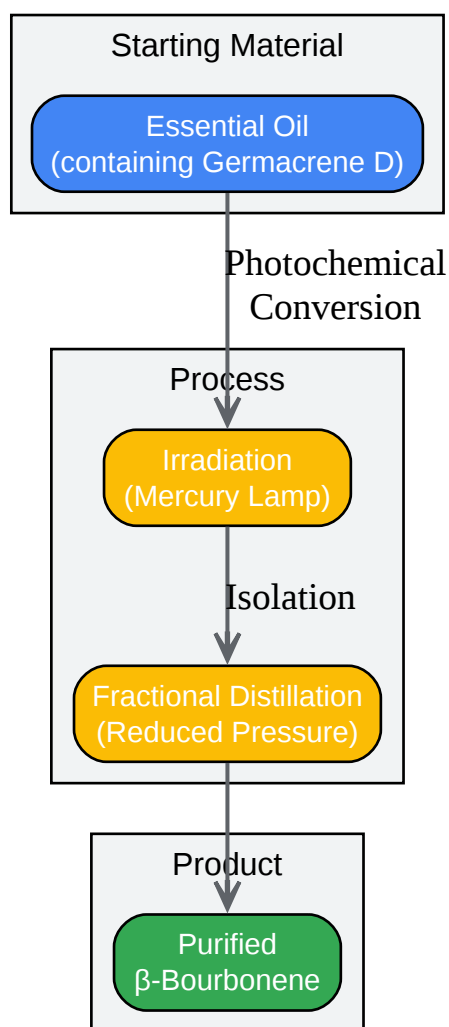 Starting Material
Essential Oil
(containing Germacrene D)
Photochemical
Conversion
Process
Irradiation
(Mercury Lamp)
Isolation
Fractional Distillation
(Reduced Pressure)
Product
Purified
β-Bourbonene